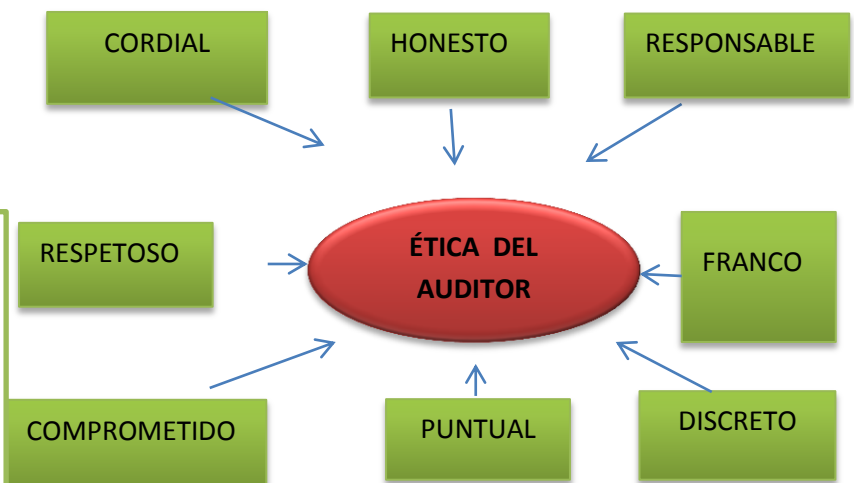 CORDIAL
HONESTO
RESPONSABLE
RESPETOSO
ÉTICA DEL
AUDITOR
FRANCO
COMPROMETIDO
PUNTUAL
DISCRETO